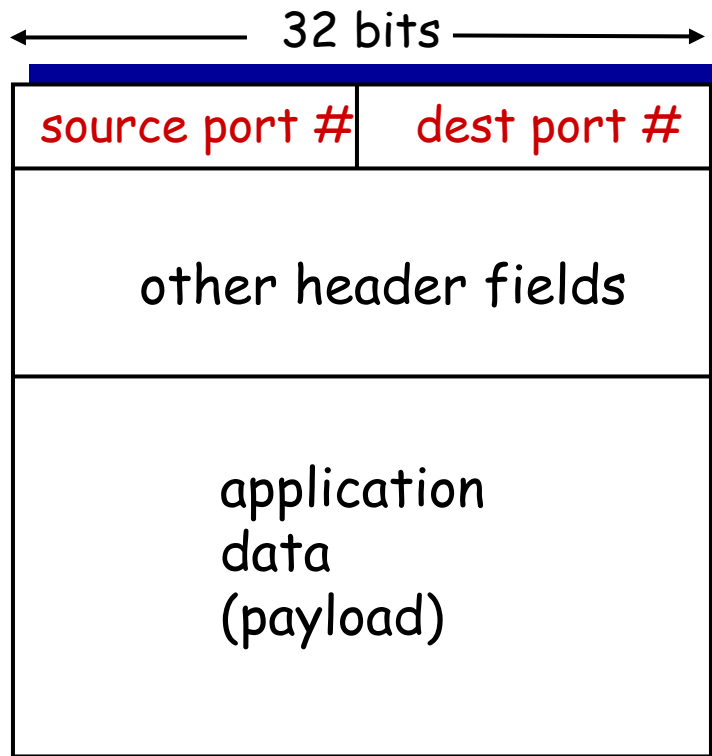 32 bits
source port # dest port #
other header fields
application
data
(payload)